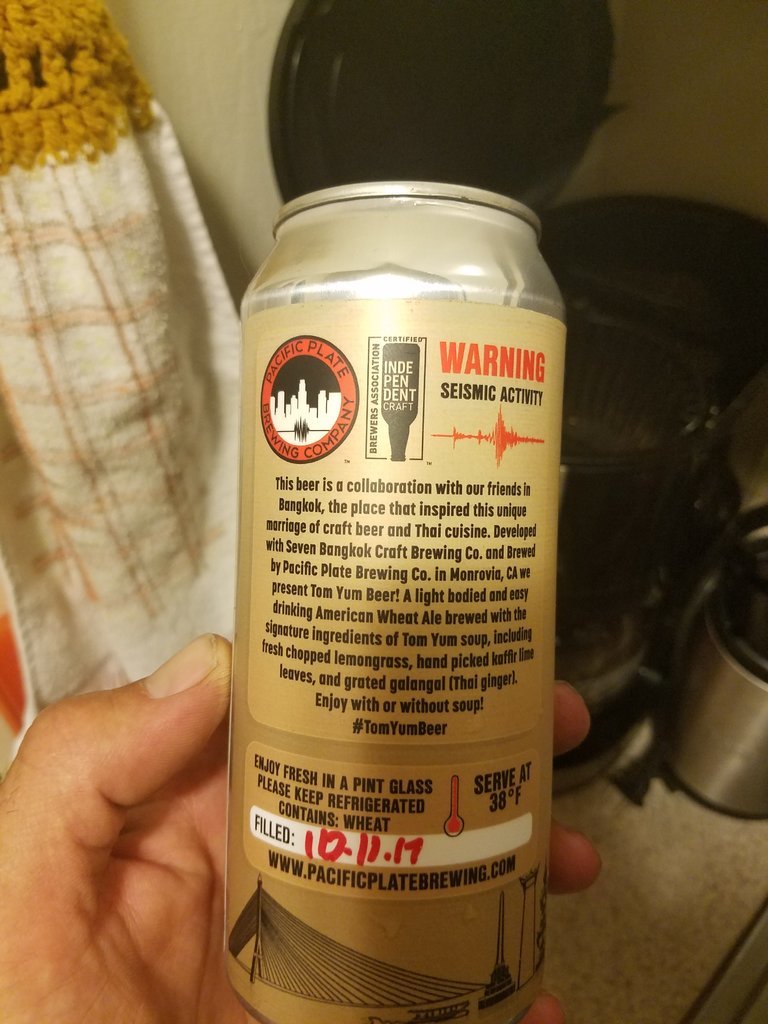 PACIFIC PLATE
BREWING COMPANY
TM
CERTIFIED
BREWERS ASSOCIATION
INDE
PEN
DENT
CRAFT
TM
WARNING
SEISMIC ACTIVITY
This beer is a collaboration with our friends in
Bangkok, the place that inspired this unique
marriage of craft beer and Thai cuisine. Developed
with Seven Bangkok Craft Brewing Co. and Brewed
by Pacific Plate Brewing Co. in Monrovia, CA we
present Tom Yum Beer! A light bodied and easy
drinking American Wheat Ale brewed with the
signature ingredients of Tom Yum soup, including
fresh chopped lemongrass, hand picked kaffir lime
leaves, and grated galangal (Thai ginger).
Enjoy with or without soup!
#TomYumBeer
ENJOY FRESH IN A PINT GLASS
PLEASE KEEP REFRIGERATED
CONTAINS: WHEAT
SERVE AT
38°F
FILLED: 10.11.17
WWW.PACIFICPLATEBREWING.COM